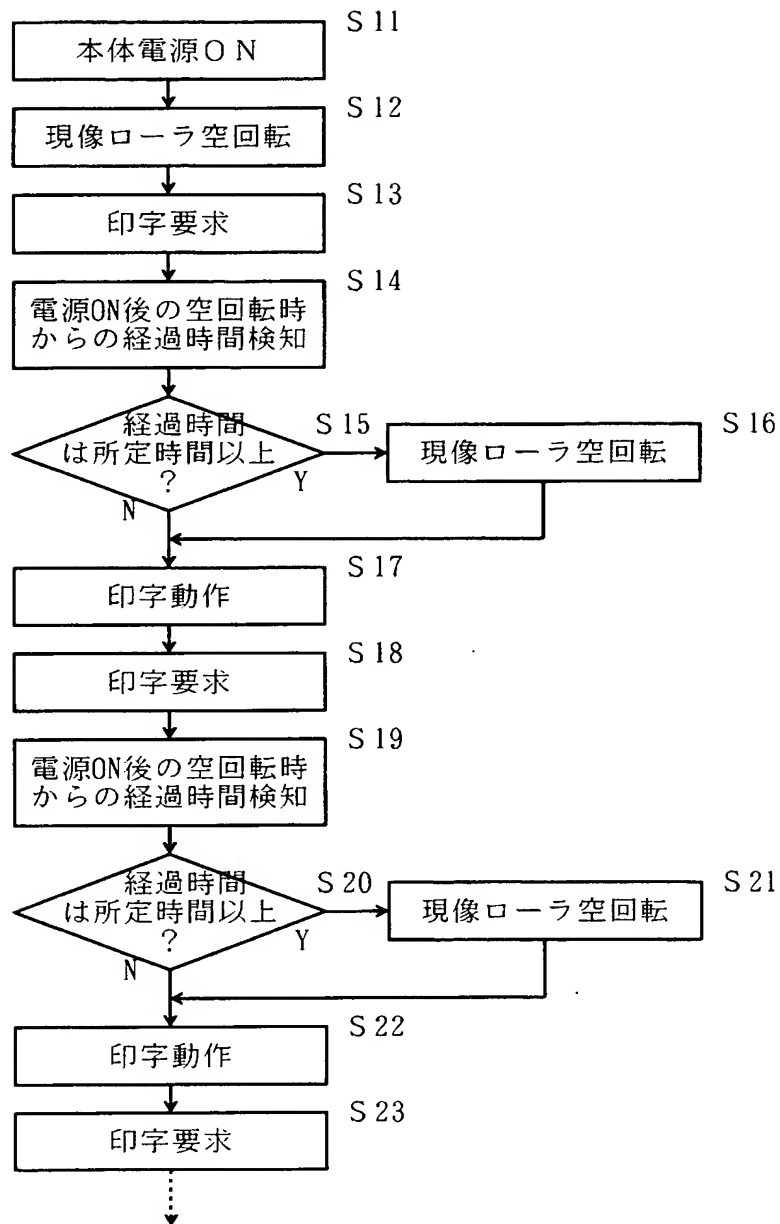 S11
本体電源ON
S12
現像ローラ空回転
S13
印字要求
S14
電源ON後の空回転時
からの経過時間検知
経過時間
は所定時間以上
?
S15
Y
N
S16
現像ローラ空回転
S17
印字動作
S18
印字要求
S19
電源ON後の空回転時
からの経過時間検知
経過時間
は所定時間以上
?
S20
Y
N
S21
現像ローラ空回転
S22
印字動作
S23
印字要求